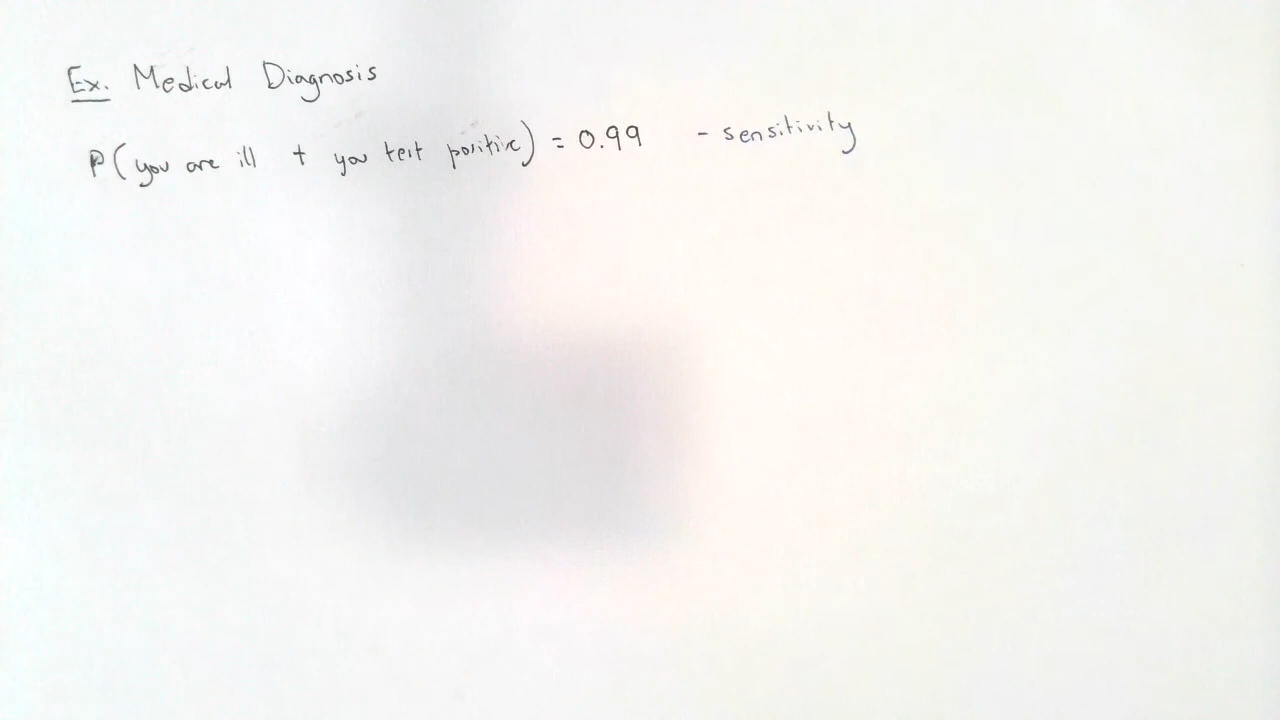 Ex. Medical Diagnosis
P(you are ill + you test positive) = 0.99 - sensitivity